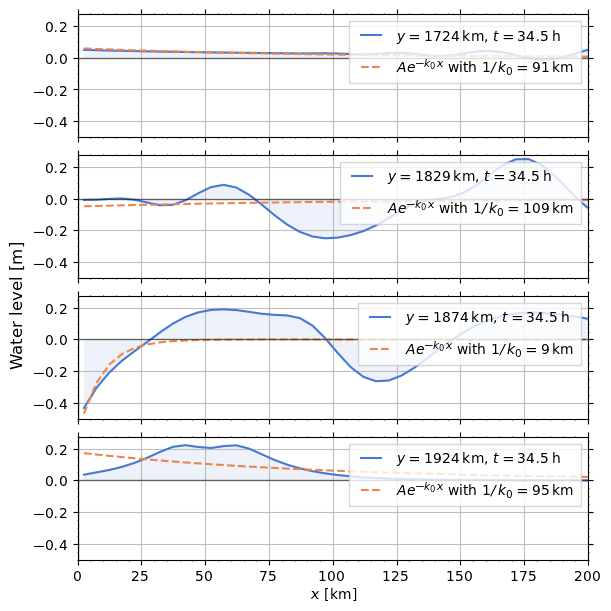 0.2
0.0
−0.2
−0.4
y = 1724 km, t = 34.5 h
Ae^{−k₀x} with 1/k₀ = 91 km
0.2
0.0
−0.2
−0.4
y = 1829 km, t = 34.5 h
Ae^{−k₀x} with 1/k₀ = 109 km
0.2
0.0
−0.2
−0.4
y = 1874 km, t = 34.5 h
Ae^{−k₀x} with 1/k₀ = 9 km
0.2
0.0
−0.2
−0.4
y = 1924 km, t = 34.5 h
Ae^{−k₀x} with 1/k₀ = 95 km
0 25 50 75 100 125 150 175 200
x [km]
Water level [m]